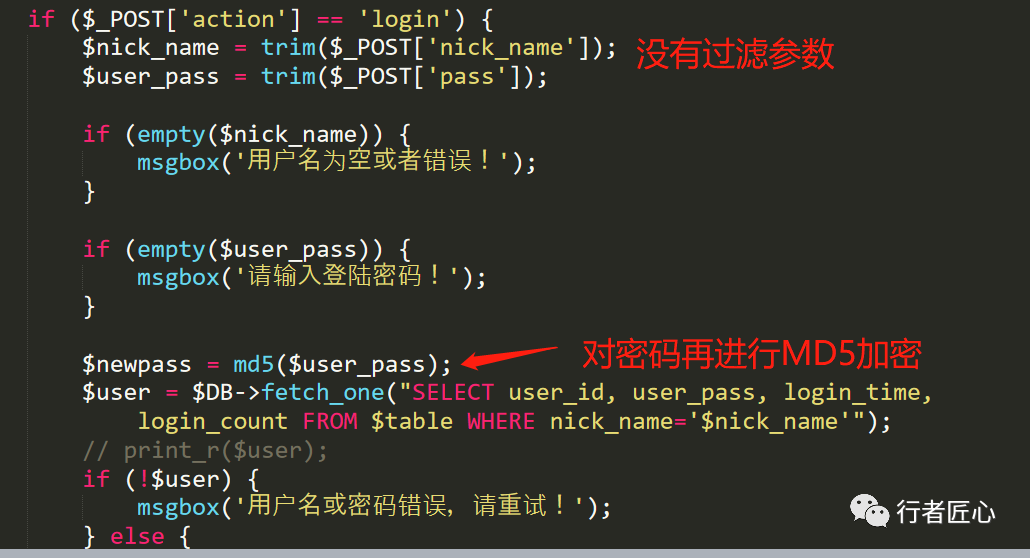 if ($_POST['action'] == 'login') {
$nick_name = trim($_POST['nick_name']);
没有过滤参数
$user_pass = trim($_POST['pass']);
if (empty($nick_name)) {
msgbox('用户名为空或者错误！');
}
if (empty($user_pass)) {
msgbox('请输入登陆密码！');
}
$newpass = md5($user_pass);
对密码再进行MD5加密
$user = $DB->fetch_one("SELECT user_id, user_pass, login_time,
login_count FROM $table WHERE nick_name='$nick_name'");
// print_r($user);
if (!$user) {
msgbox('用户名或密码错误，请重试！');
} else {
行者匠心